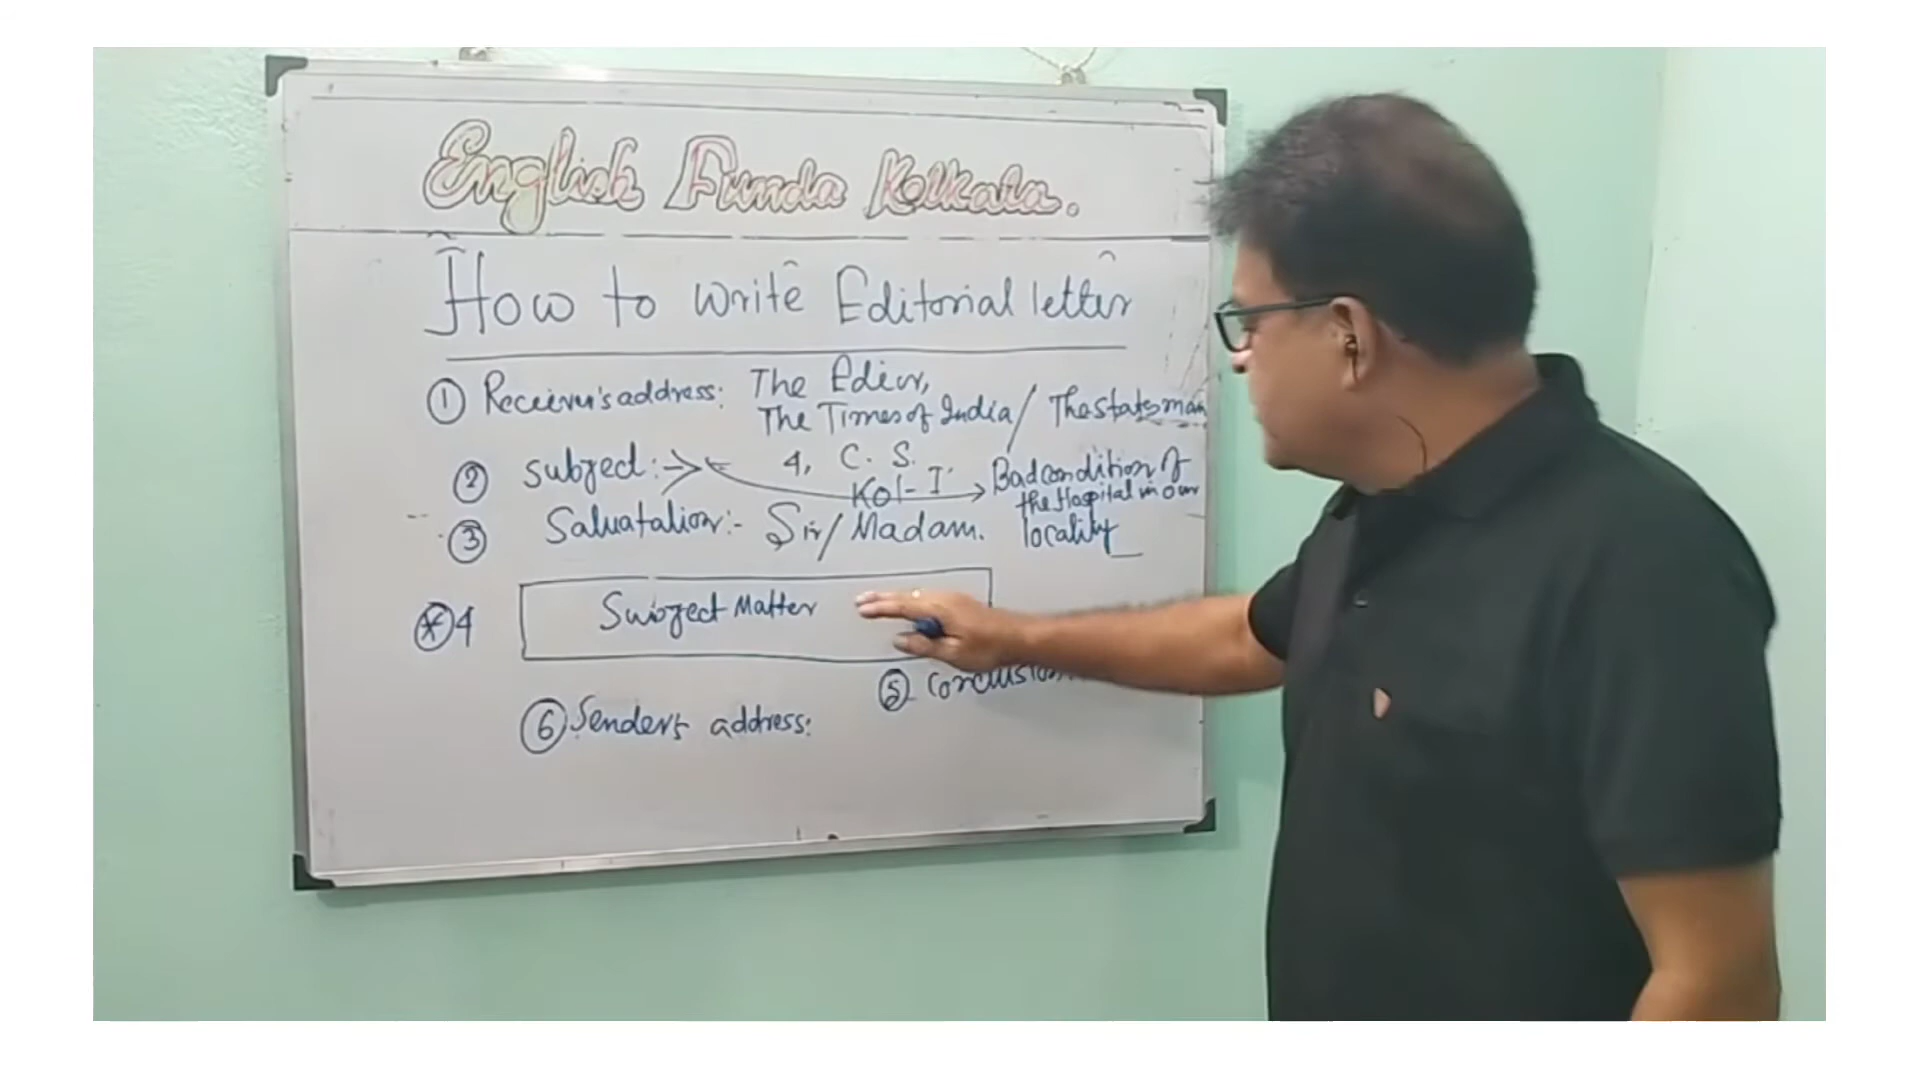 English Funda Kolkata.
How to write Editorial letter
① Receiver's address: The Edior,
The Times of India / The statesman
② Subject:→ 4, C. S.
Kol-I
Bad condition of
the Hospital in our
locality
③ Saluatation:- Sir/Madam.
4 Subject Matter
⑤ Conclusion
⑥ Sender's address: